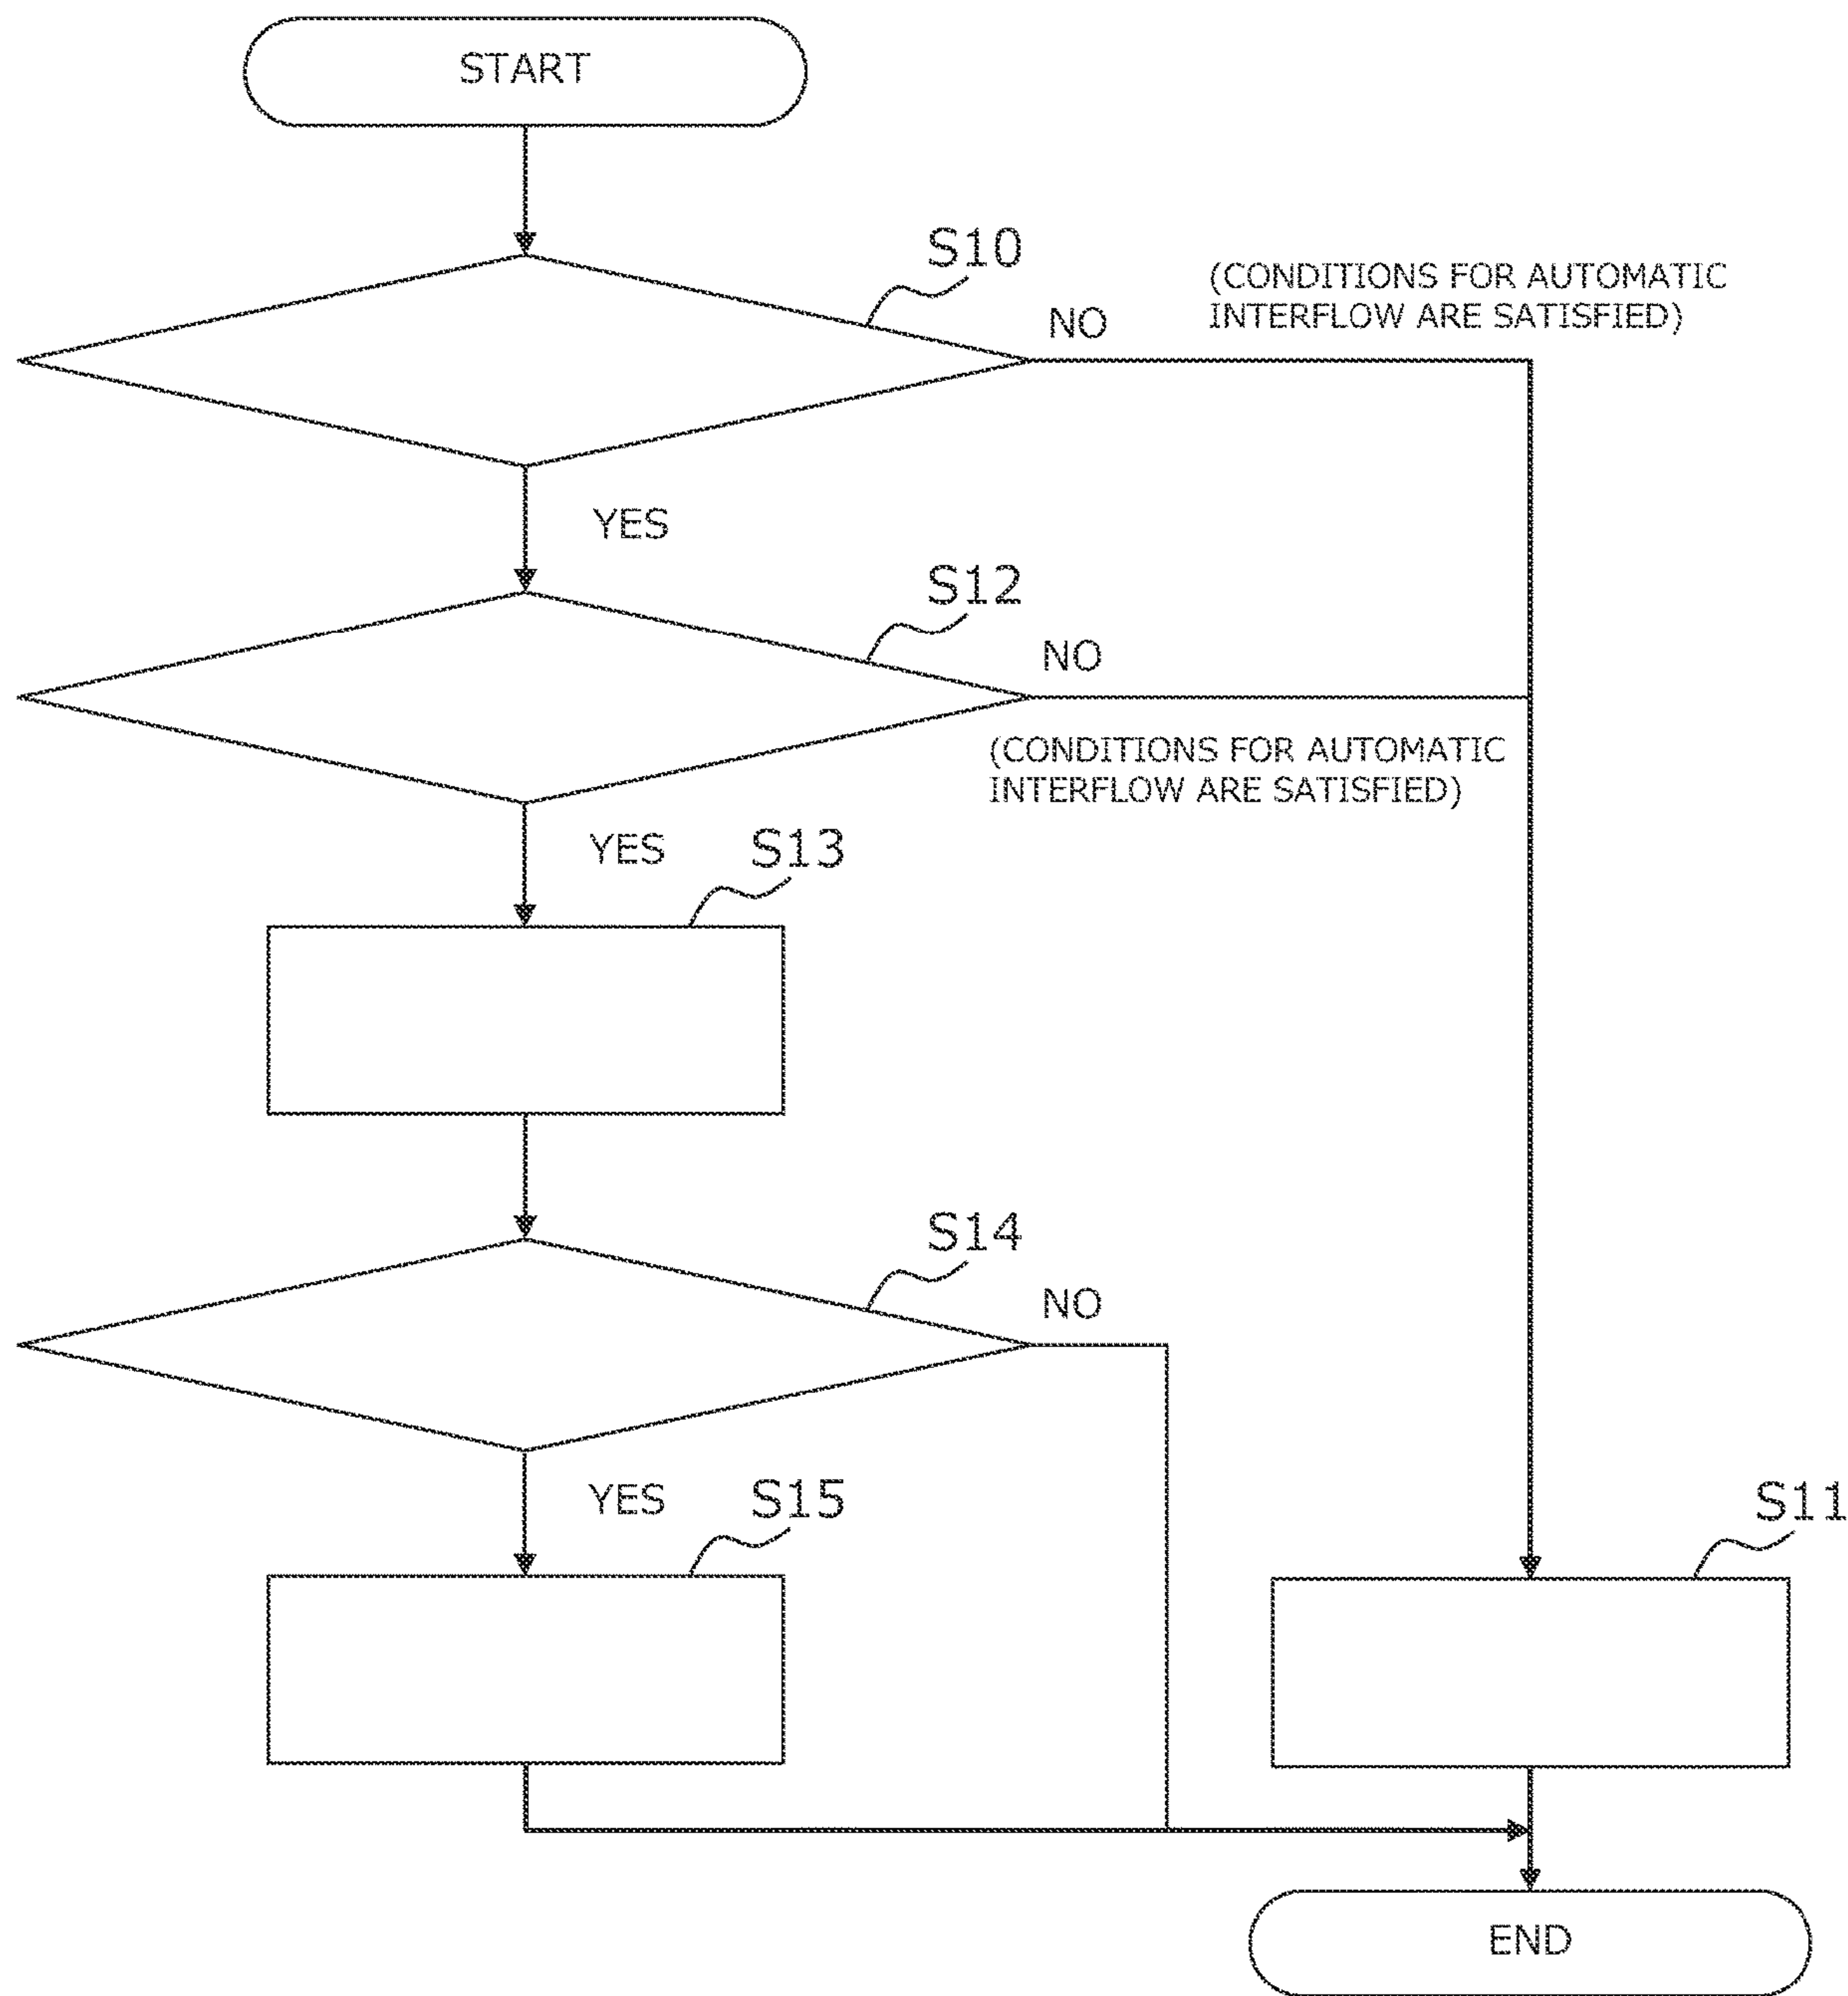 START
S10
NO
(CONDITIONS FOR AUTOMATIC
INTERFLOW ARE SATISFIED)
YES
S12
NO
(CONDITIONS FOR AUTOMATIC
INTERFLOW ARE SATISFIED)
YES
S13
S14
NO
YES
S15
S11
END